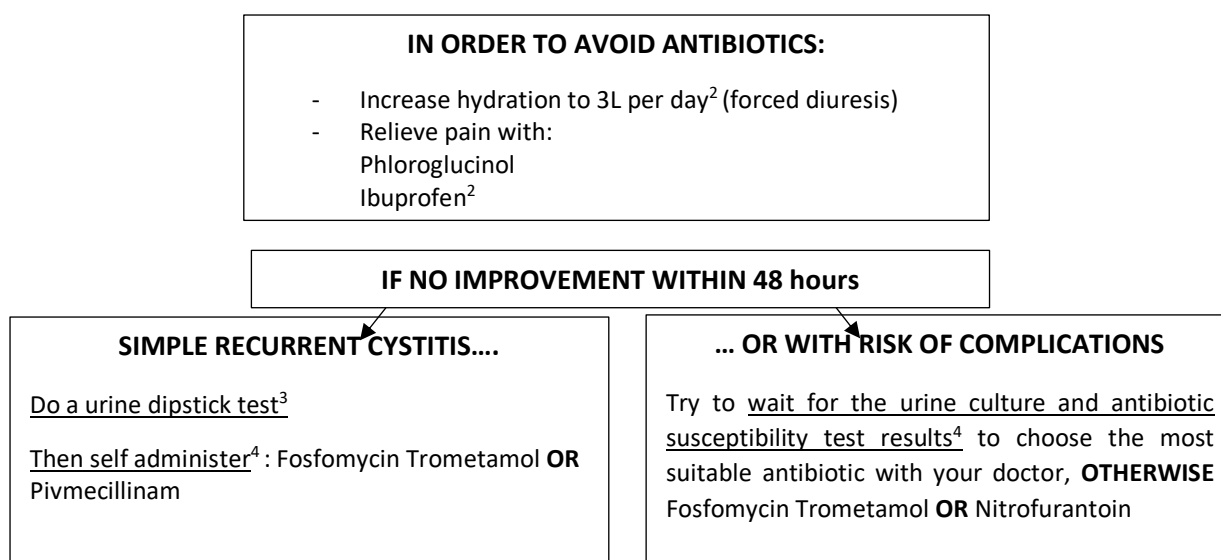 IN ORDER TO AVOID ANTIBIOTICS:
- Increase hydration to 3L per day² (forced diuresis)
- Relieve pain with:
Phloroglucinol
Ibuprofen²
IF NO IMPROVEMENT WITHIN 48 hours
SIMPLE RECURRENT CYSTITIS....
Do a urine dipstick test³
Then self administer⁴ : Fosfomycin Trometamol OR
Pivmecillinam
... OR WITH RISK OF COMPLICATIONS
Try to wait for the urine culture and antibiotic
susceptibility test results⁴ to choose the most
suitable antibiotic with your doctor, OTHERWISE
Fosfomycin Trometamol OR Nitrofurantoin